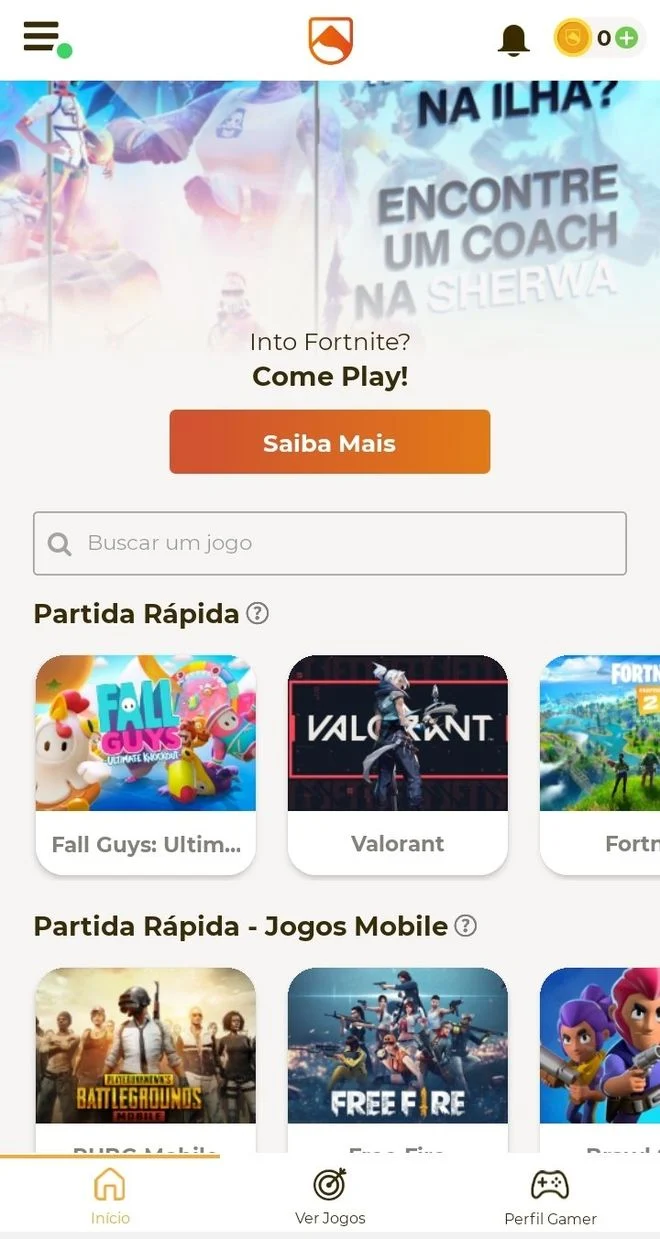 0
NA ILHA?
ENCONTRE
UM COACH
NA SHERWA
Into Fortnite?
Come Play!
Saiba Mais
Buscar um jogo
Partida Rápida ?
FALL
GUYS
ULTIMATE KNOCKOUT
VALORANT
FORTN
2
Fall Guys: Ultim...
Valorant
Fortn
Partida Rápida - Jogos Mobile ?
PLAYERUNKNOWN'S
BATTLEGROUNDS
MOBILE
FREE FIRE
PUBG Mobile
Free Fire
Brawl
Início
Ver Jogos
Perfil Gamer